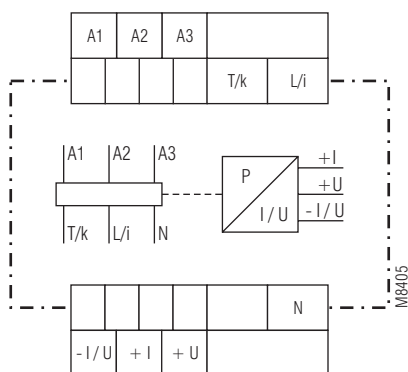 A1 A2 A3
T/k L/i
A1 A2 A3
P +I
+U
I / U -I / U
T/k L/i N
M8405
N
-I / U + I + U